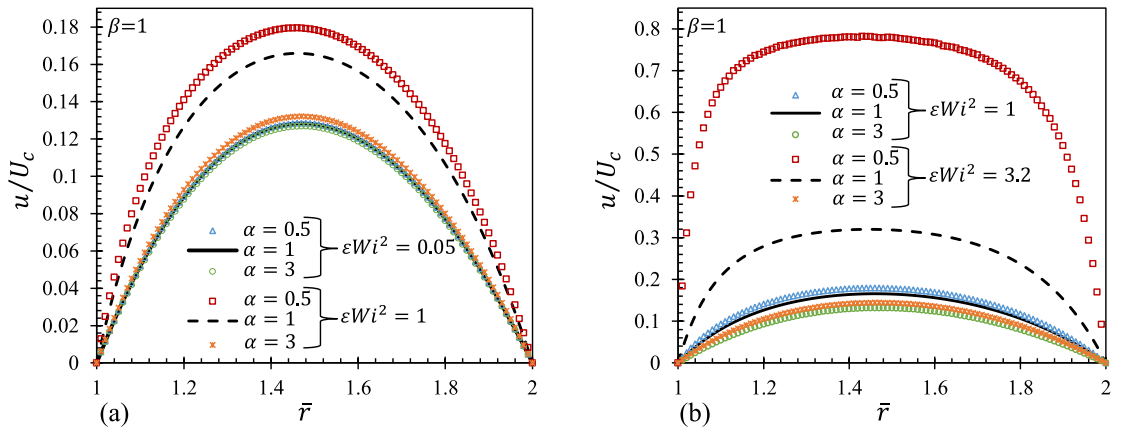 β=1
0.18
0.16
0.14
0.12
0.1
0.08
0.06
0.04
0.02
0
u/U_c
α = 0.5
α = 1
α = 3
εWi² = 0.05
α = 0.5
α = 1
α = 3
εWi² = 1
1
1.2
1.4
1.6
1.8
2
(a)
r̄
β=1
0.8
0.7
0.6
0.5
0.4
0.3
0.2
0.1
0
u/U_c
α = 0.5
α = 1
α = 3
εWi² = 1
α = 0.5
α = 1
α = 3
εWi² = 3.2
1
1.2
1.4
1.6
1.8
2
(b)
r̄